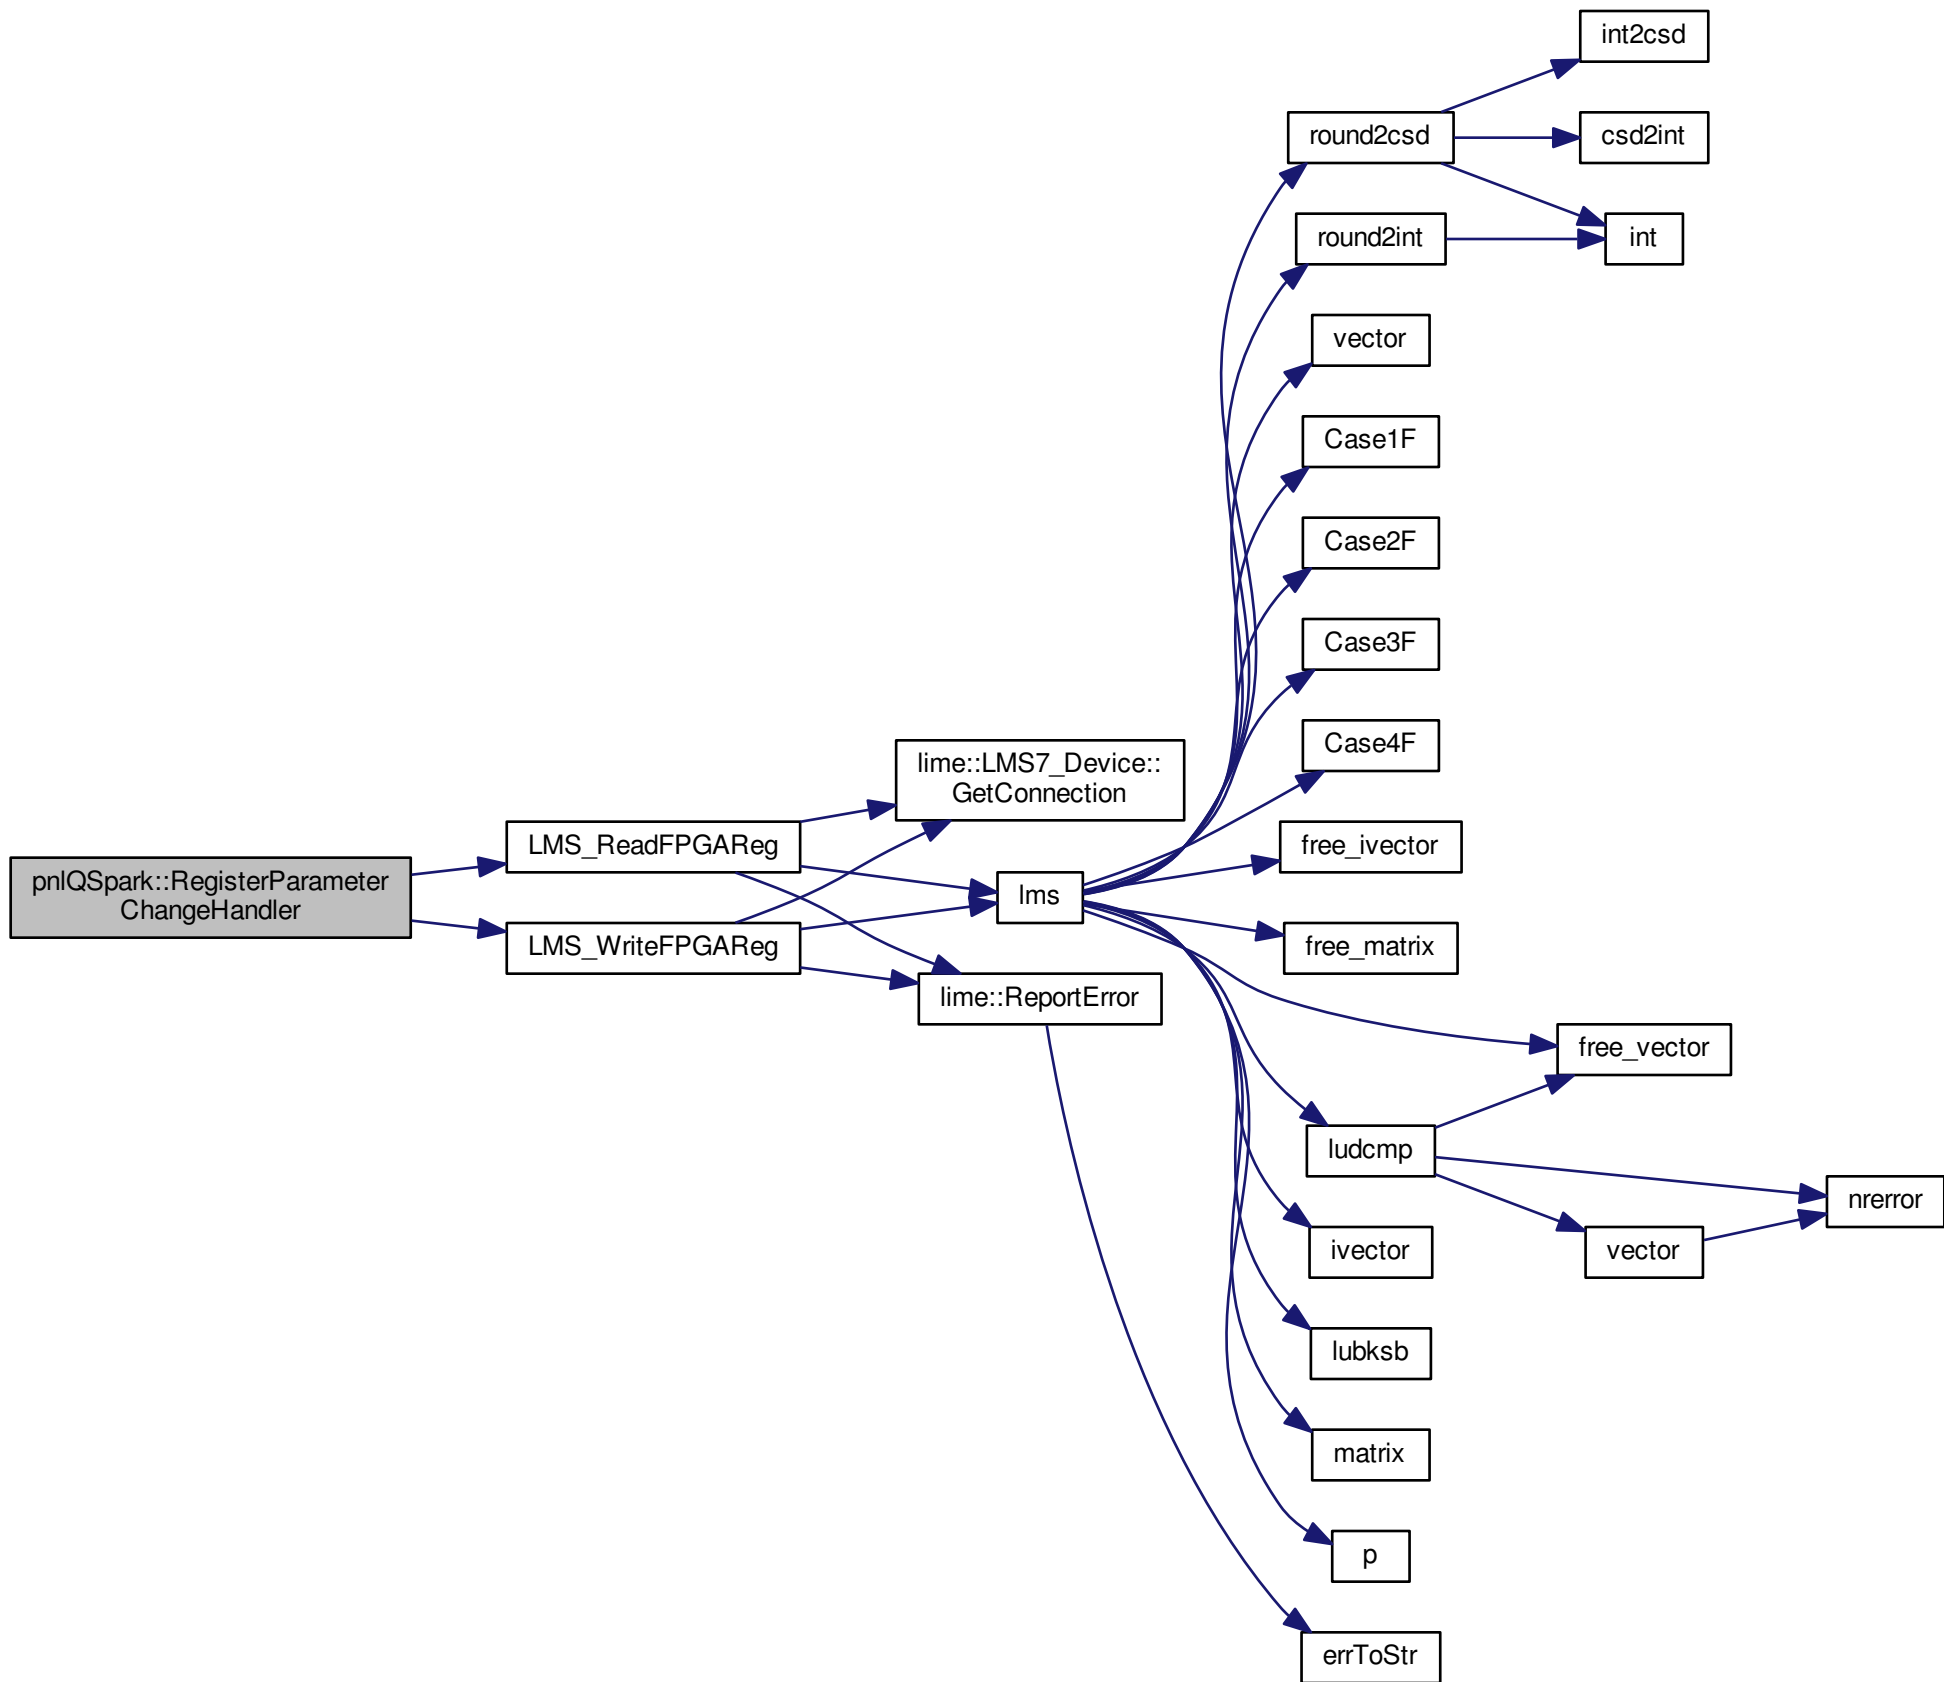 int2csd
round2csd
csd2int
round2int
int
vector
Case1F
Case2F
Case3F
Case4F
lime::LMS7_Device::
GetConnection
LMS_ReadFPGAReg
free_ivector
pnlQSpark::RegisterParameter
ChangeHandler
lms
LMS_WriteFPGAReg
free_matrix
lime::ReportError
free_vector
ludcmp
nrerror
ivector
vector
lubksb
matrix
p
errToStr